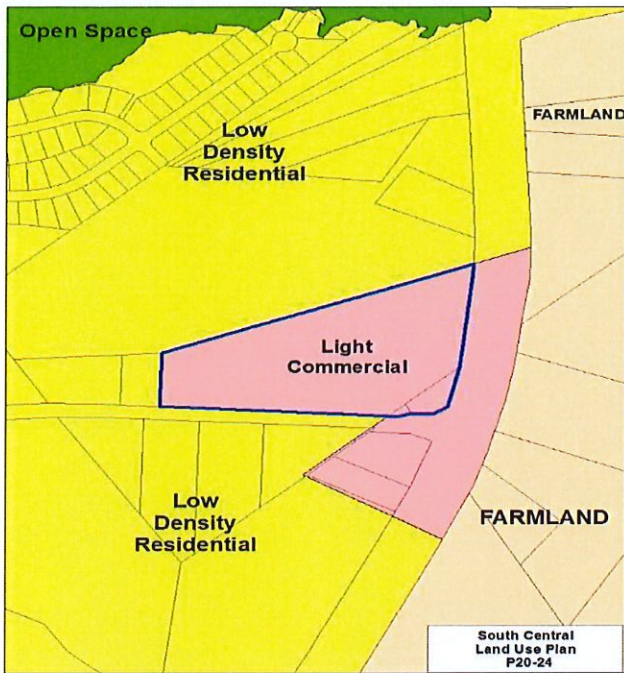 Open Space
FARMLAND
Low
Density
Residential
Light
Commercial
Low
Density
Residential
FARMLAND
South Central
Land Use Plan
P20-24